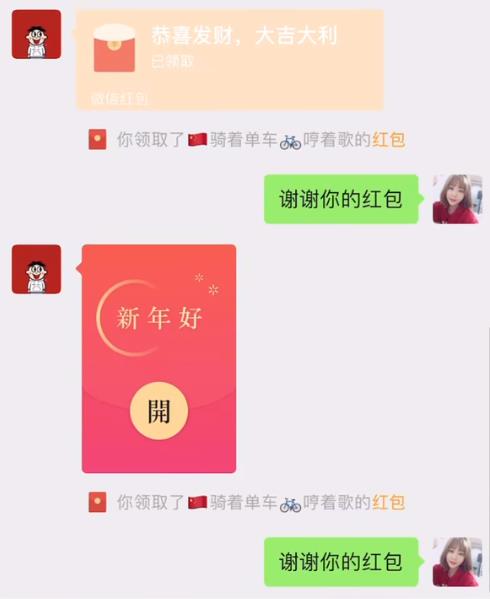 恭喜发财，大吉大利
已领取
微信红包
你领取了🇨🇳骑着单车🚲哼着歌的红包
谢谢你的红包
新年好
開
你领取了🇨🇳骑着单车🚲哼着歌的红包
谢谢你的红包